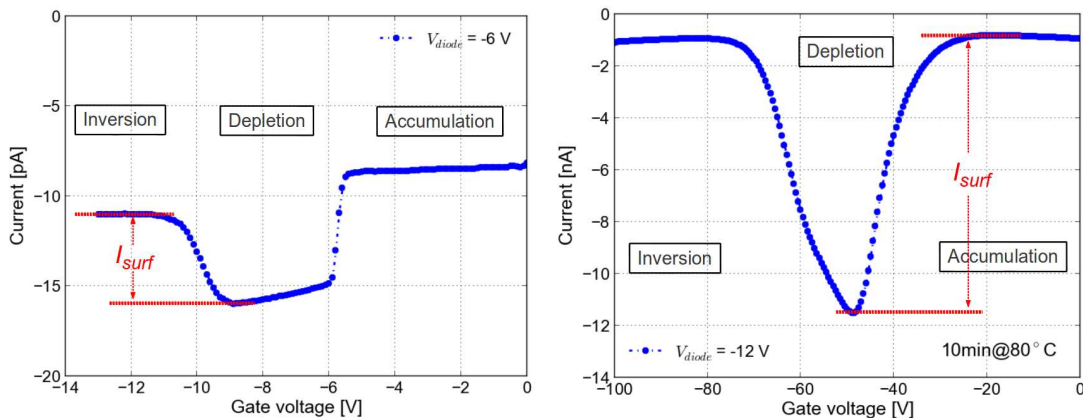 0
−5
−10
−15
−20
Current [pA]
V_diode = -6 V
Inversion
Depletion
Accumulation
I_surf
−14
−12
−10
−8
−6
−4
−2
0
Gate voltage [V]
0
−2
−4
−6
−8
−10
−12
−14
Current [nA]
Depletion
I_surf
Inversion
Accumulation
V_diode = -12 V
10min@80°C
−100
−80
−60
−40
−20
0
Gate voltage [V]